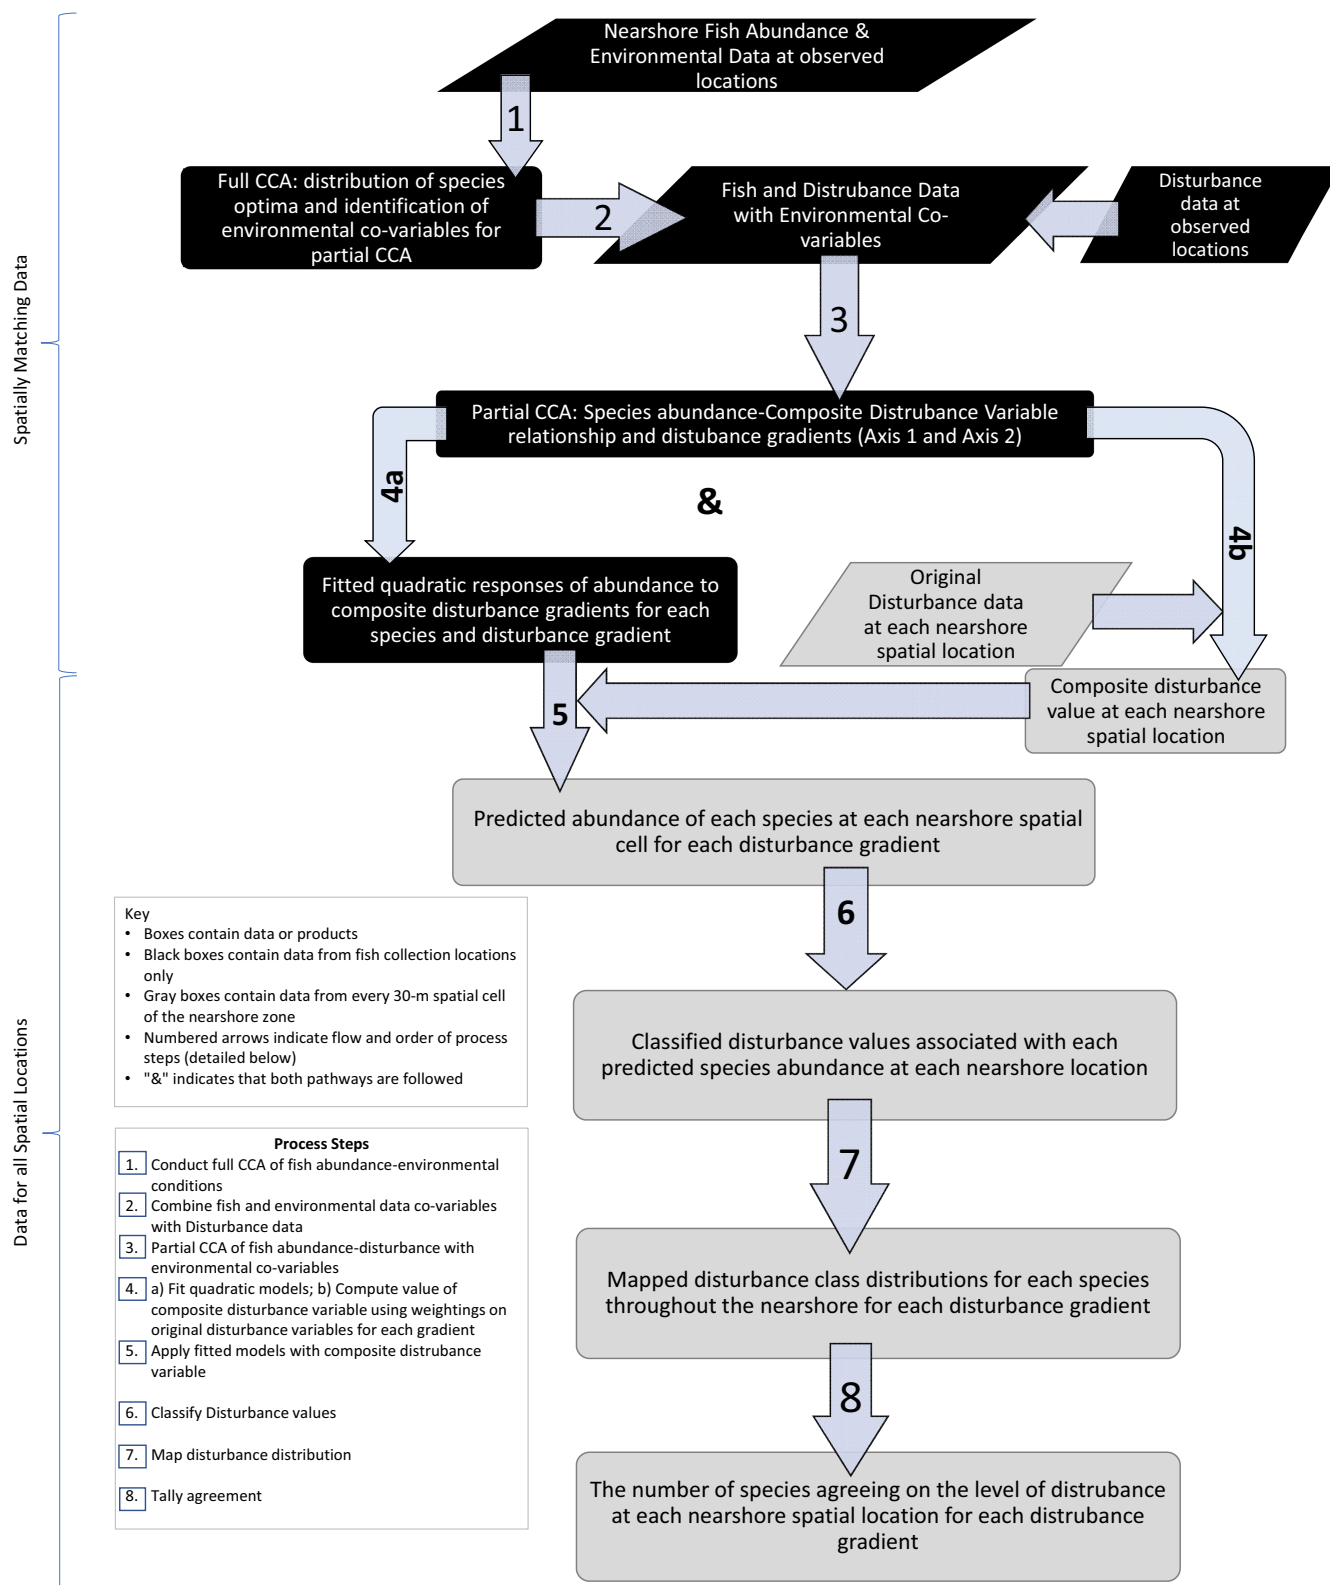 Nearshore Fish Abundance &
Environmental Data at observed
locations
1
Full CCA: distribution of species
optima and identification of
environmental co-variables for
partial CCA
2
Fish and Distrubance Data
with Environmental Co-
variables
Disturbance
data at
observed
locations
3
Spatially Matching Data
Partial CCA: Species abundance-Composite Distrubance Variable
relationship and distubance gradients (Axis 1 and Axis 2)
4a
&
4b
Fitted quadratic responses of abundance to
composite disturbance gradients for each
species and disturbance gradient
Original
Disturbance data
at each nearshore
spatial location
5
Composite disturbance
value at each nearshore
spatial location
Predicted abundance of each species at each nearshore spatial
cell for each disturbance gradient
6
Key
• Boxes contain data or products
• Black boxes contain data from fish collection locations
only
• Gray boxes contain data from every 30-m spatial cell
of the nearshore zone
• Numbered arrows indicate flow and order of process
steps (detailed below)
• "&" indicates that both pathways are followed
Classified disturbance values associated with each
predicted species abundance at each nearshore location
Data for all Spatial Locations
7
Process Steps
1. Conduct full CCA of fish abundance-environmental
conditions
2. Combine fish and environmental data co-variables
with Disturbance data
3. Partial CCA of fish abundance-disturbance with
environmental co-variables
4. a) Fit quadratic models; b) Compute value of
composite disturbance variable using weightings on
original disturbance variables for each gradient
5. Apply fitted models with composite distrubance
variable
6. Classify Disturbance values
7. Map disturbance distribution
8. Tally agreement
Mapped disturbance class distributions for each species
throughout the nearshore for each disturbance gradient
8
The number of species agreeing on the level of distrubance
at each nearshore spatial location for each distrubance
gradient